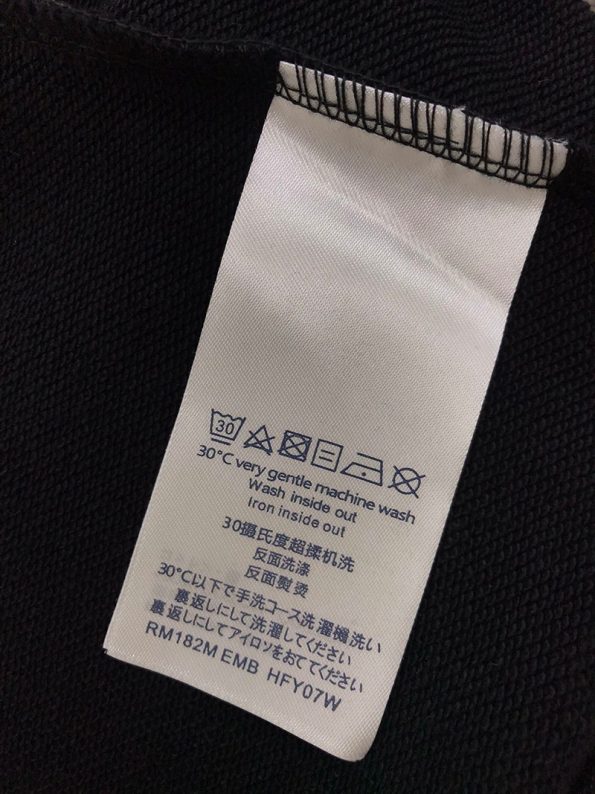 30
30°C very gentle machine wash
Wash inside out
Iron inside out
30摄氏度超揉机洗
反面洗涤
反面熨烫
30°C以下で手洗コース洗濯機洗い
裏返しにして洗濯してください
裏返しにしてアイロンをおててください
RM182M EMB HFY07W